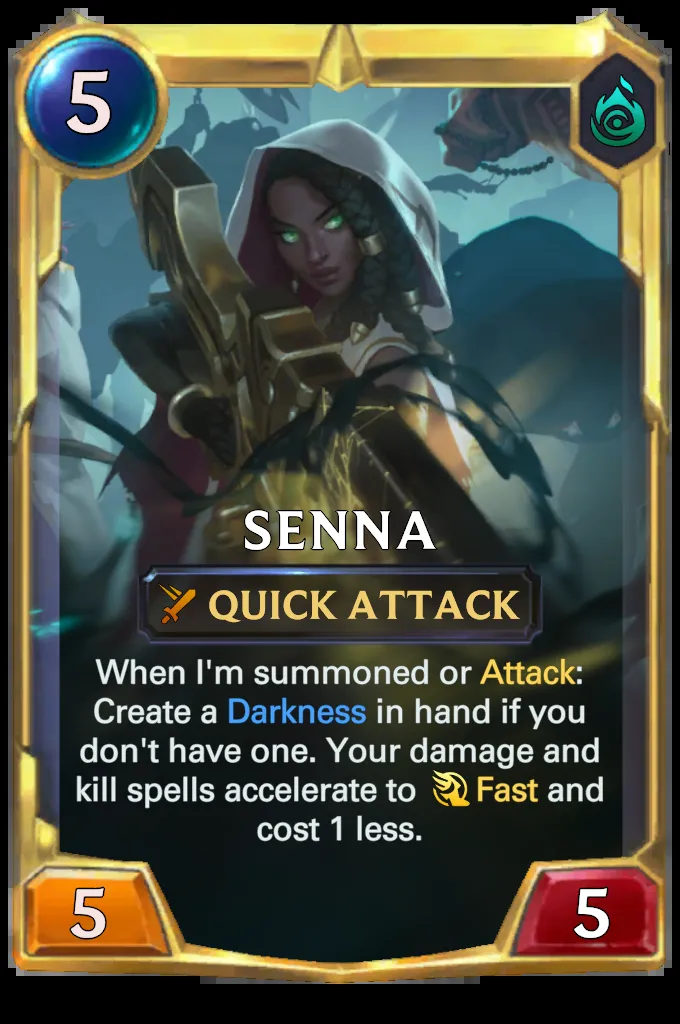 5
SENNA
QUICK ATTACK
When I'm summoned or Attack:
Create a Darkness in hand if you
don't have one. Your damage and
kill spells accelerate to Fast and
cost 1 less.
5
5